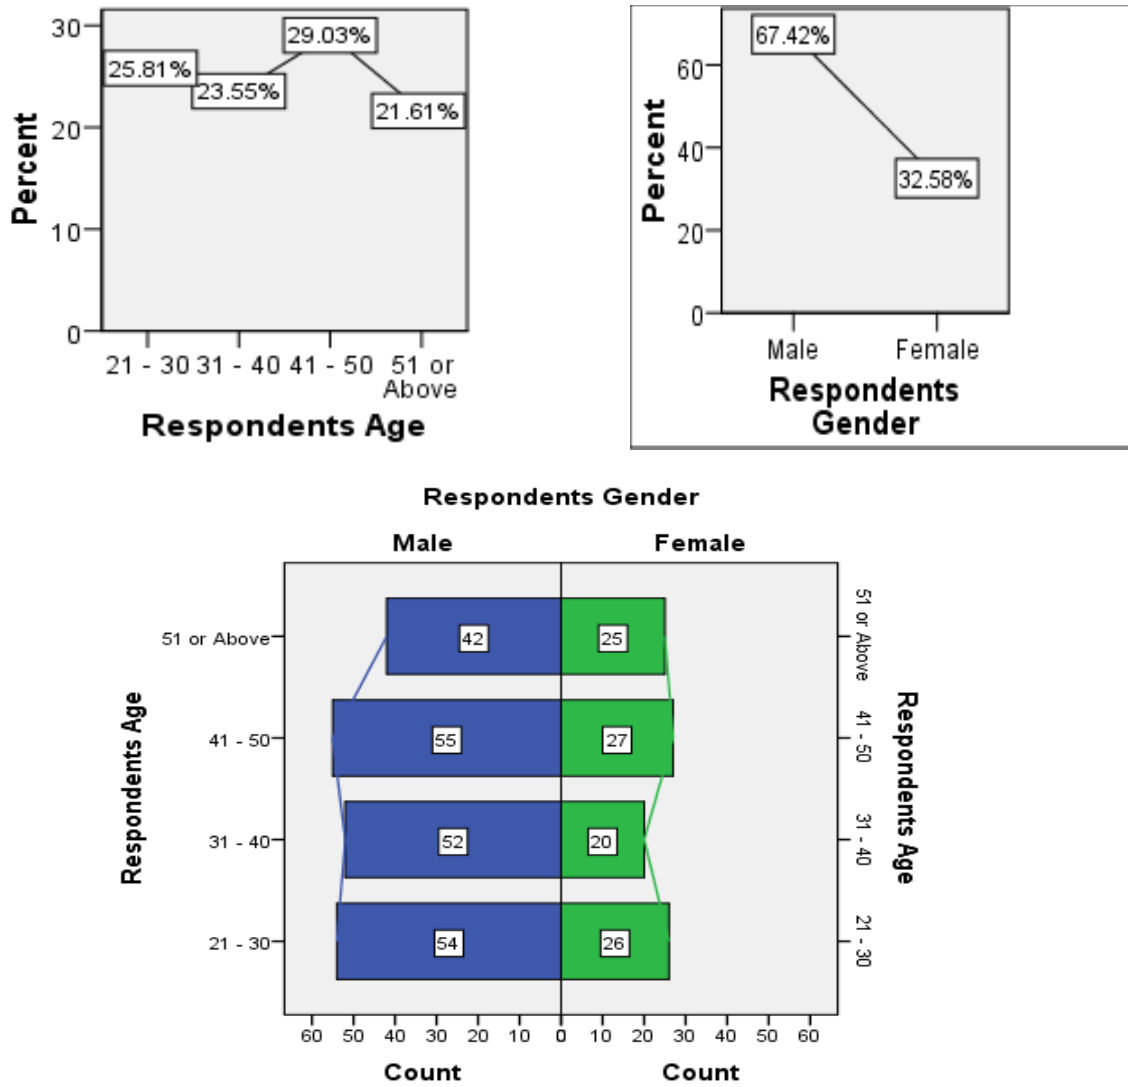 30
20
10
0
Percent
25.81%
23.55%
29.03%
21.61%
21 - 30 31 - 40 41 - 50 51 or
Above
Respondents Age
60
40
20
0
Percent
67.42%
32.58%
Male Female
Respondents
Gender
Respondents Gender
Male Female
Respondents Age
51 or Above
41 - 50
31 - 40
21 - 30
42 25
55 27
52 20
54 26
51 or Above
41 - 50
31 - 40
21 - 30
Respondents Age
60 50 40 30 20 10 0 10 20 30 40 50 60
Count Count